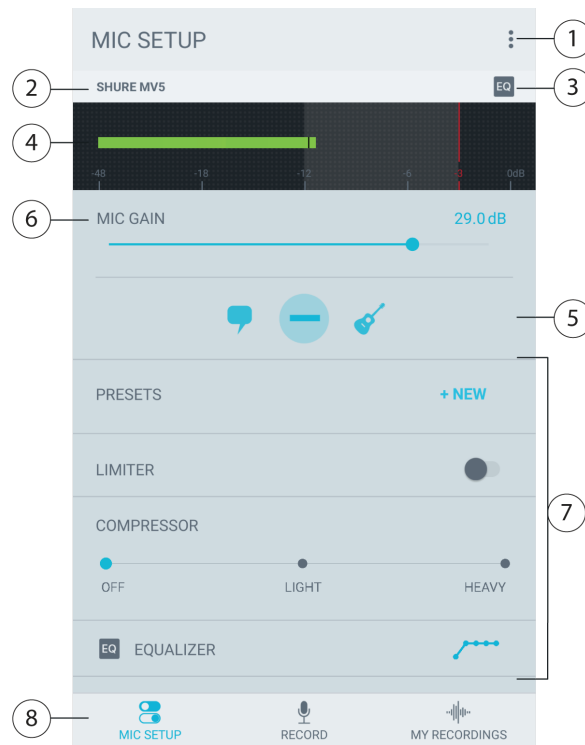 MIC SETUP
1
2
SHURE MV5
EQ
3
4
-48 -18 -12 -6 -3 0dB
6
MIC GAIN 29.0 dB
5
PRESETS + NEW
LIMITER
7
COMPRESSOR
OFF LIGHT HEAVY
EQ EQUALIZER
8
MIC SETUP RECORD MY RECORDINGS